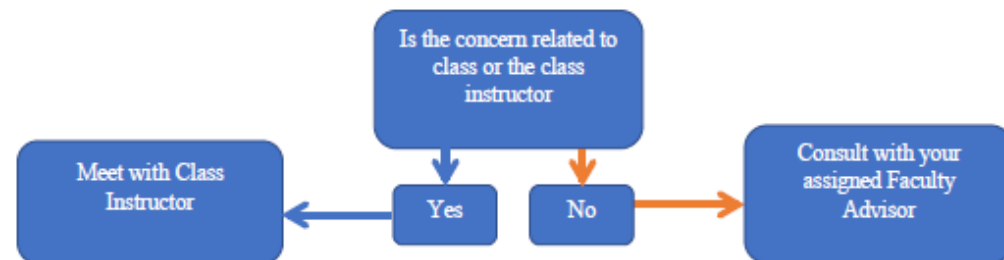 Is the concern related to
class or the class
instructor
Meet with Class
Instructor
Yes
No
Consult with your
assigned Faculty
Advisor